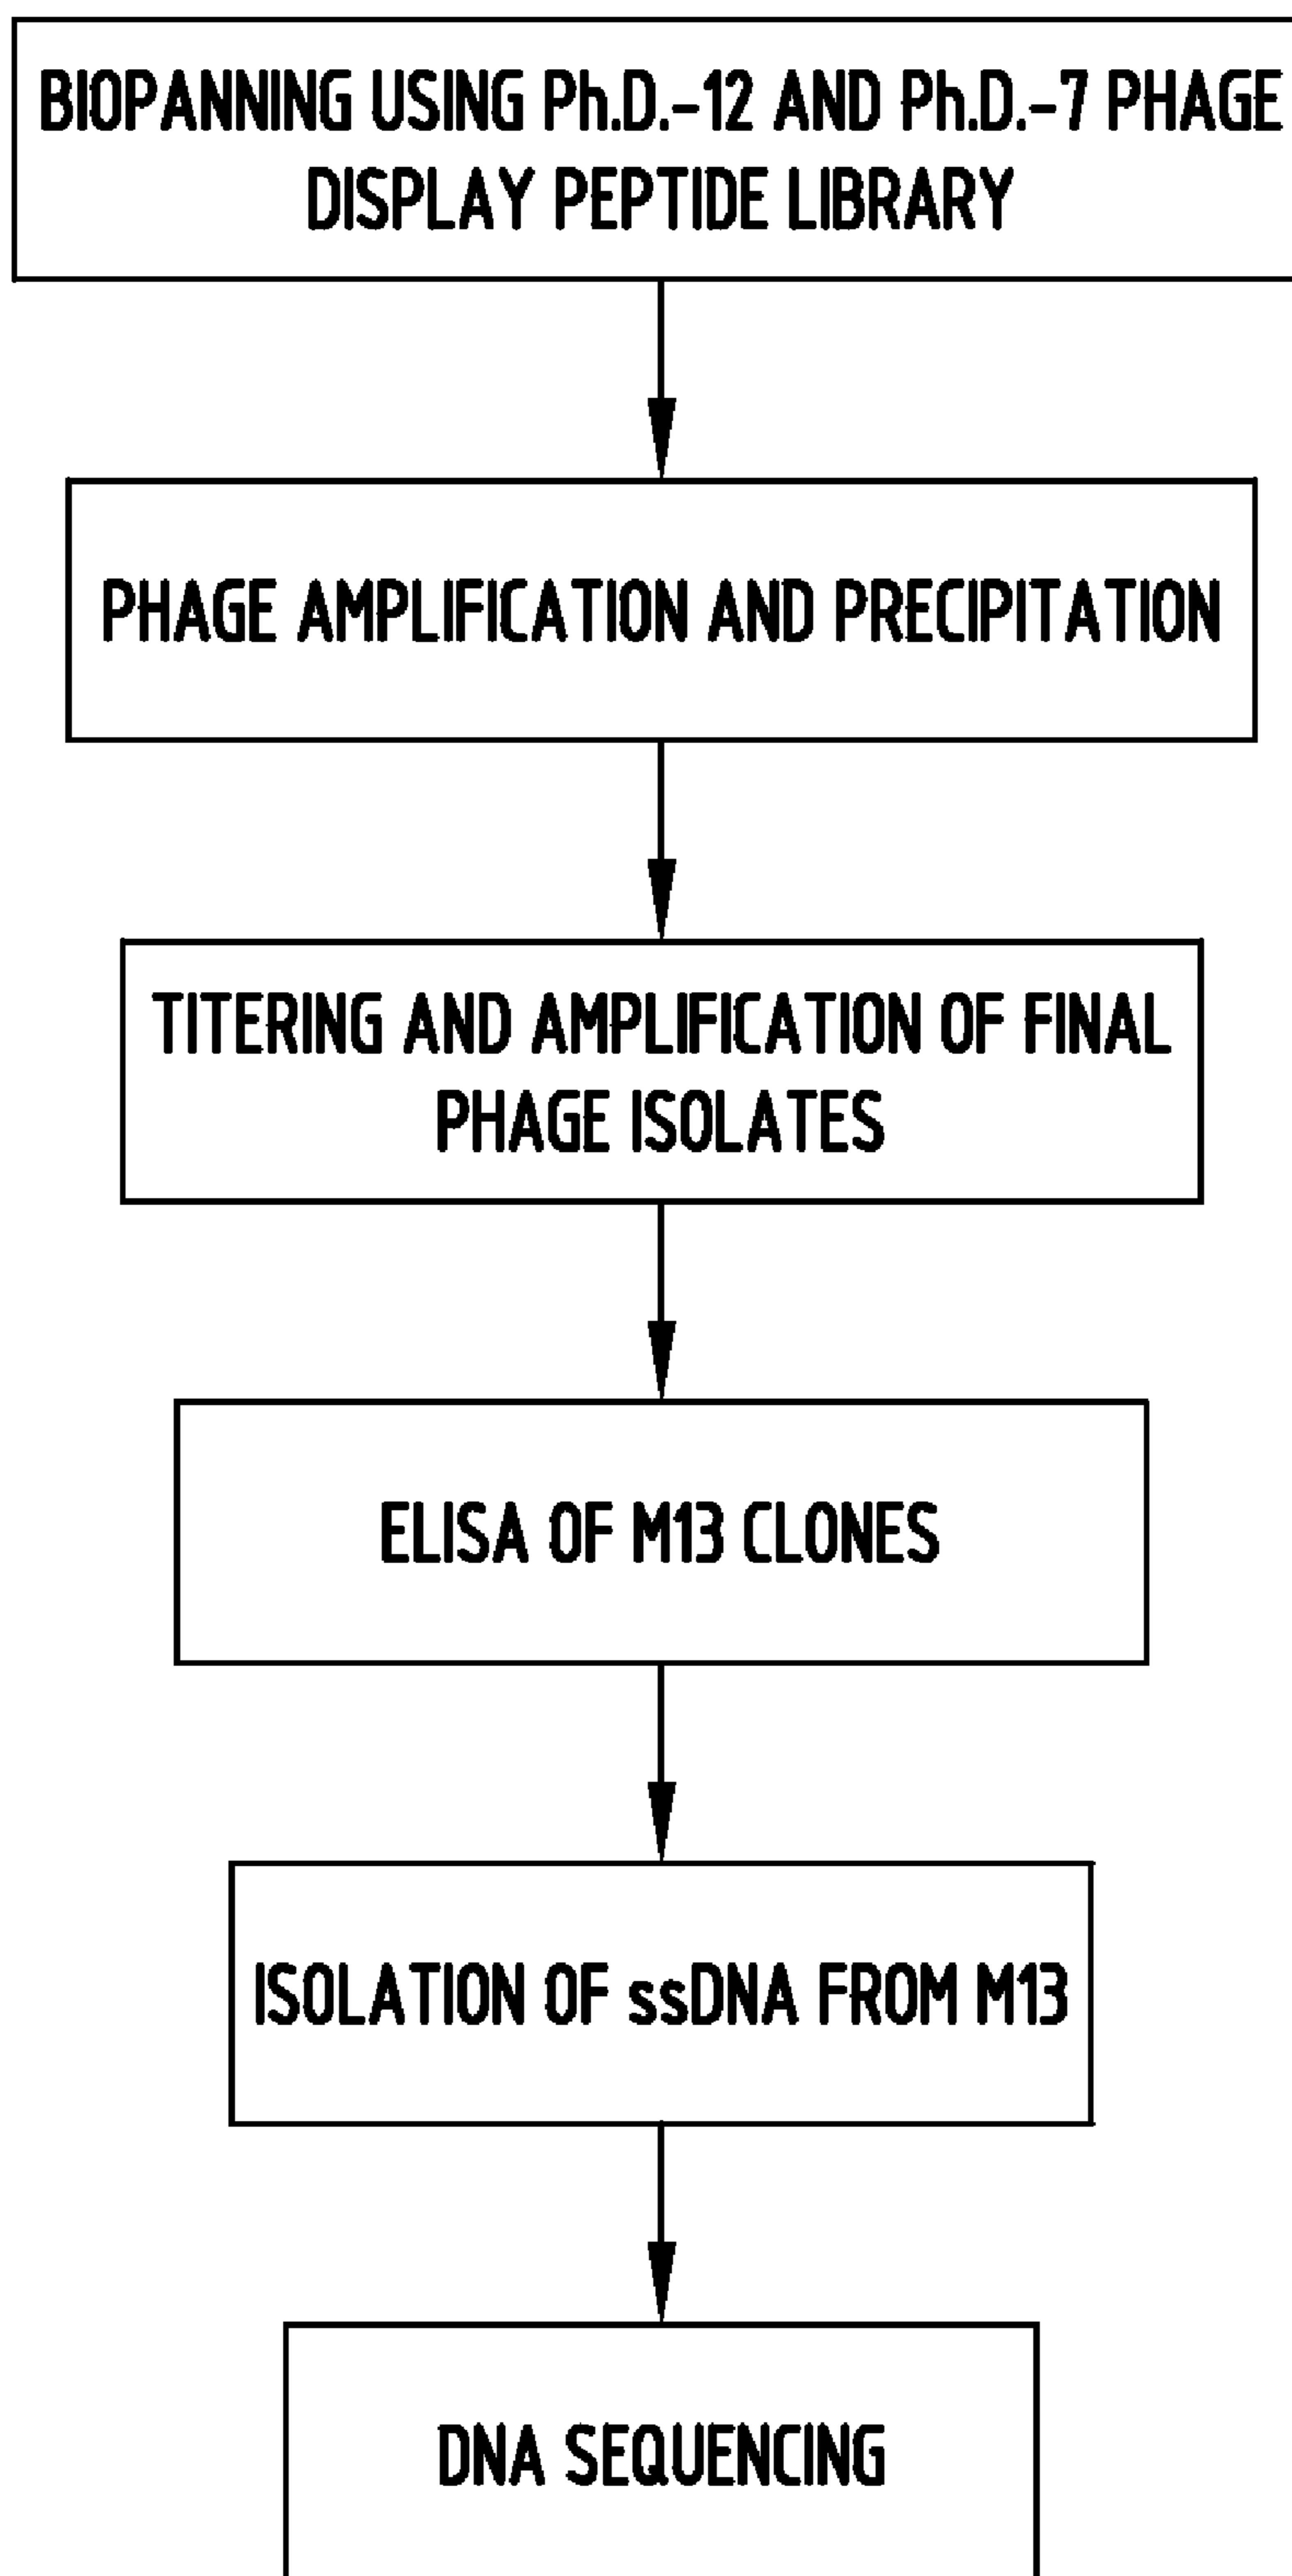 BIOPANNING USING Ph.D.-12 AND Ph.D.-7 PHAGE
DISPLAY PEPTIDE LIBRARY
PHAGE AMPLIFICATION AND PRECIPITATION
TITERING AND AMPLIFICATION OF FINAL
PHAGE ISOLATES
ELISA OF M13 CLONES
ISOLATION OF ssDNA FROM M13
DNA SEQUENCING